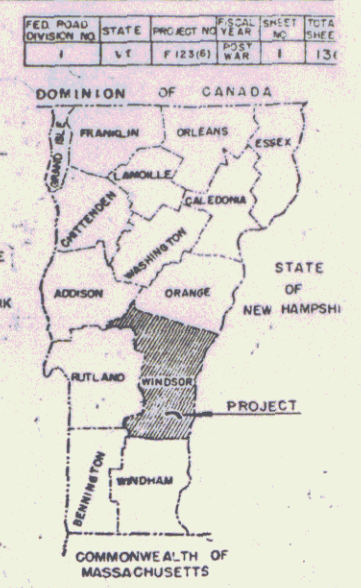 FED. ROAD DIVISION NO. STATE PROJECT NO FISCAL YEAR SHEET NO.
1 VT F 123(6) POST WAR 1
DOMINION OF CANADA
FRANKLIN ORLEANS ESSEX
GRAND ISLE
LAMOILLE
CALEDONIA
CHITTENDEN
WASHINGTON
ADDISON ORANGE
STATE
OF
NEW HAMPSHI
RUTLAND WINDSOR
PROJECT
BENNINGTON
WINDHAM
COMMONWEALTH OF
MASSACHUSETTS